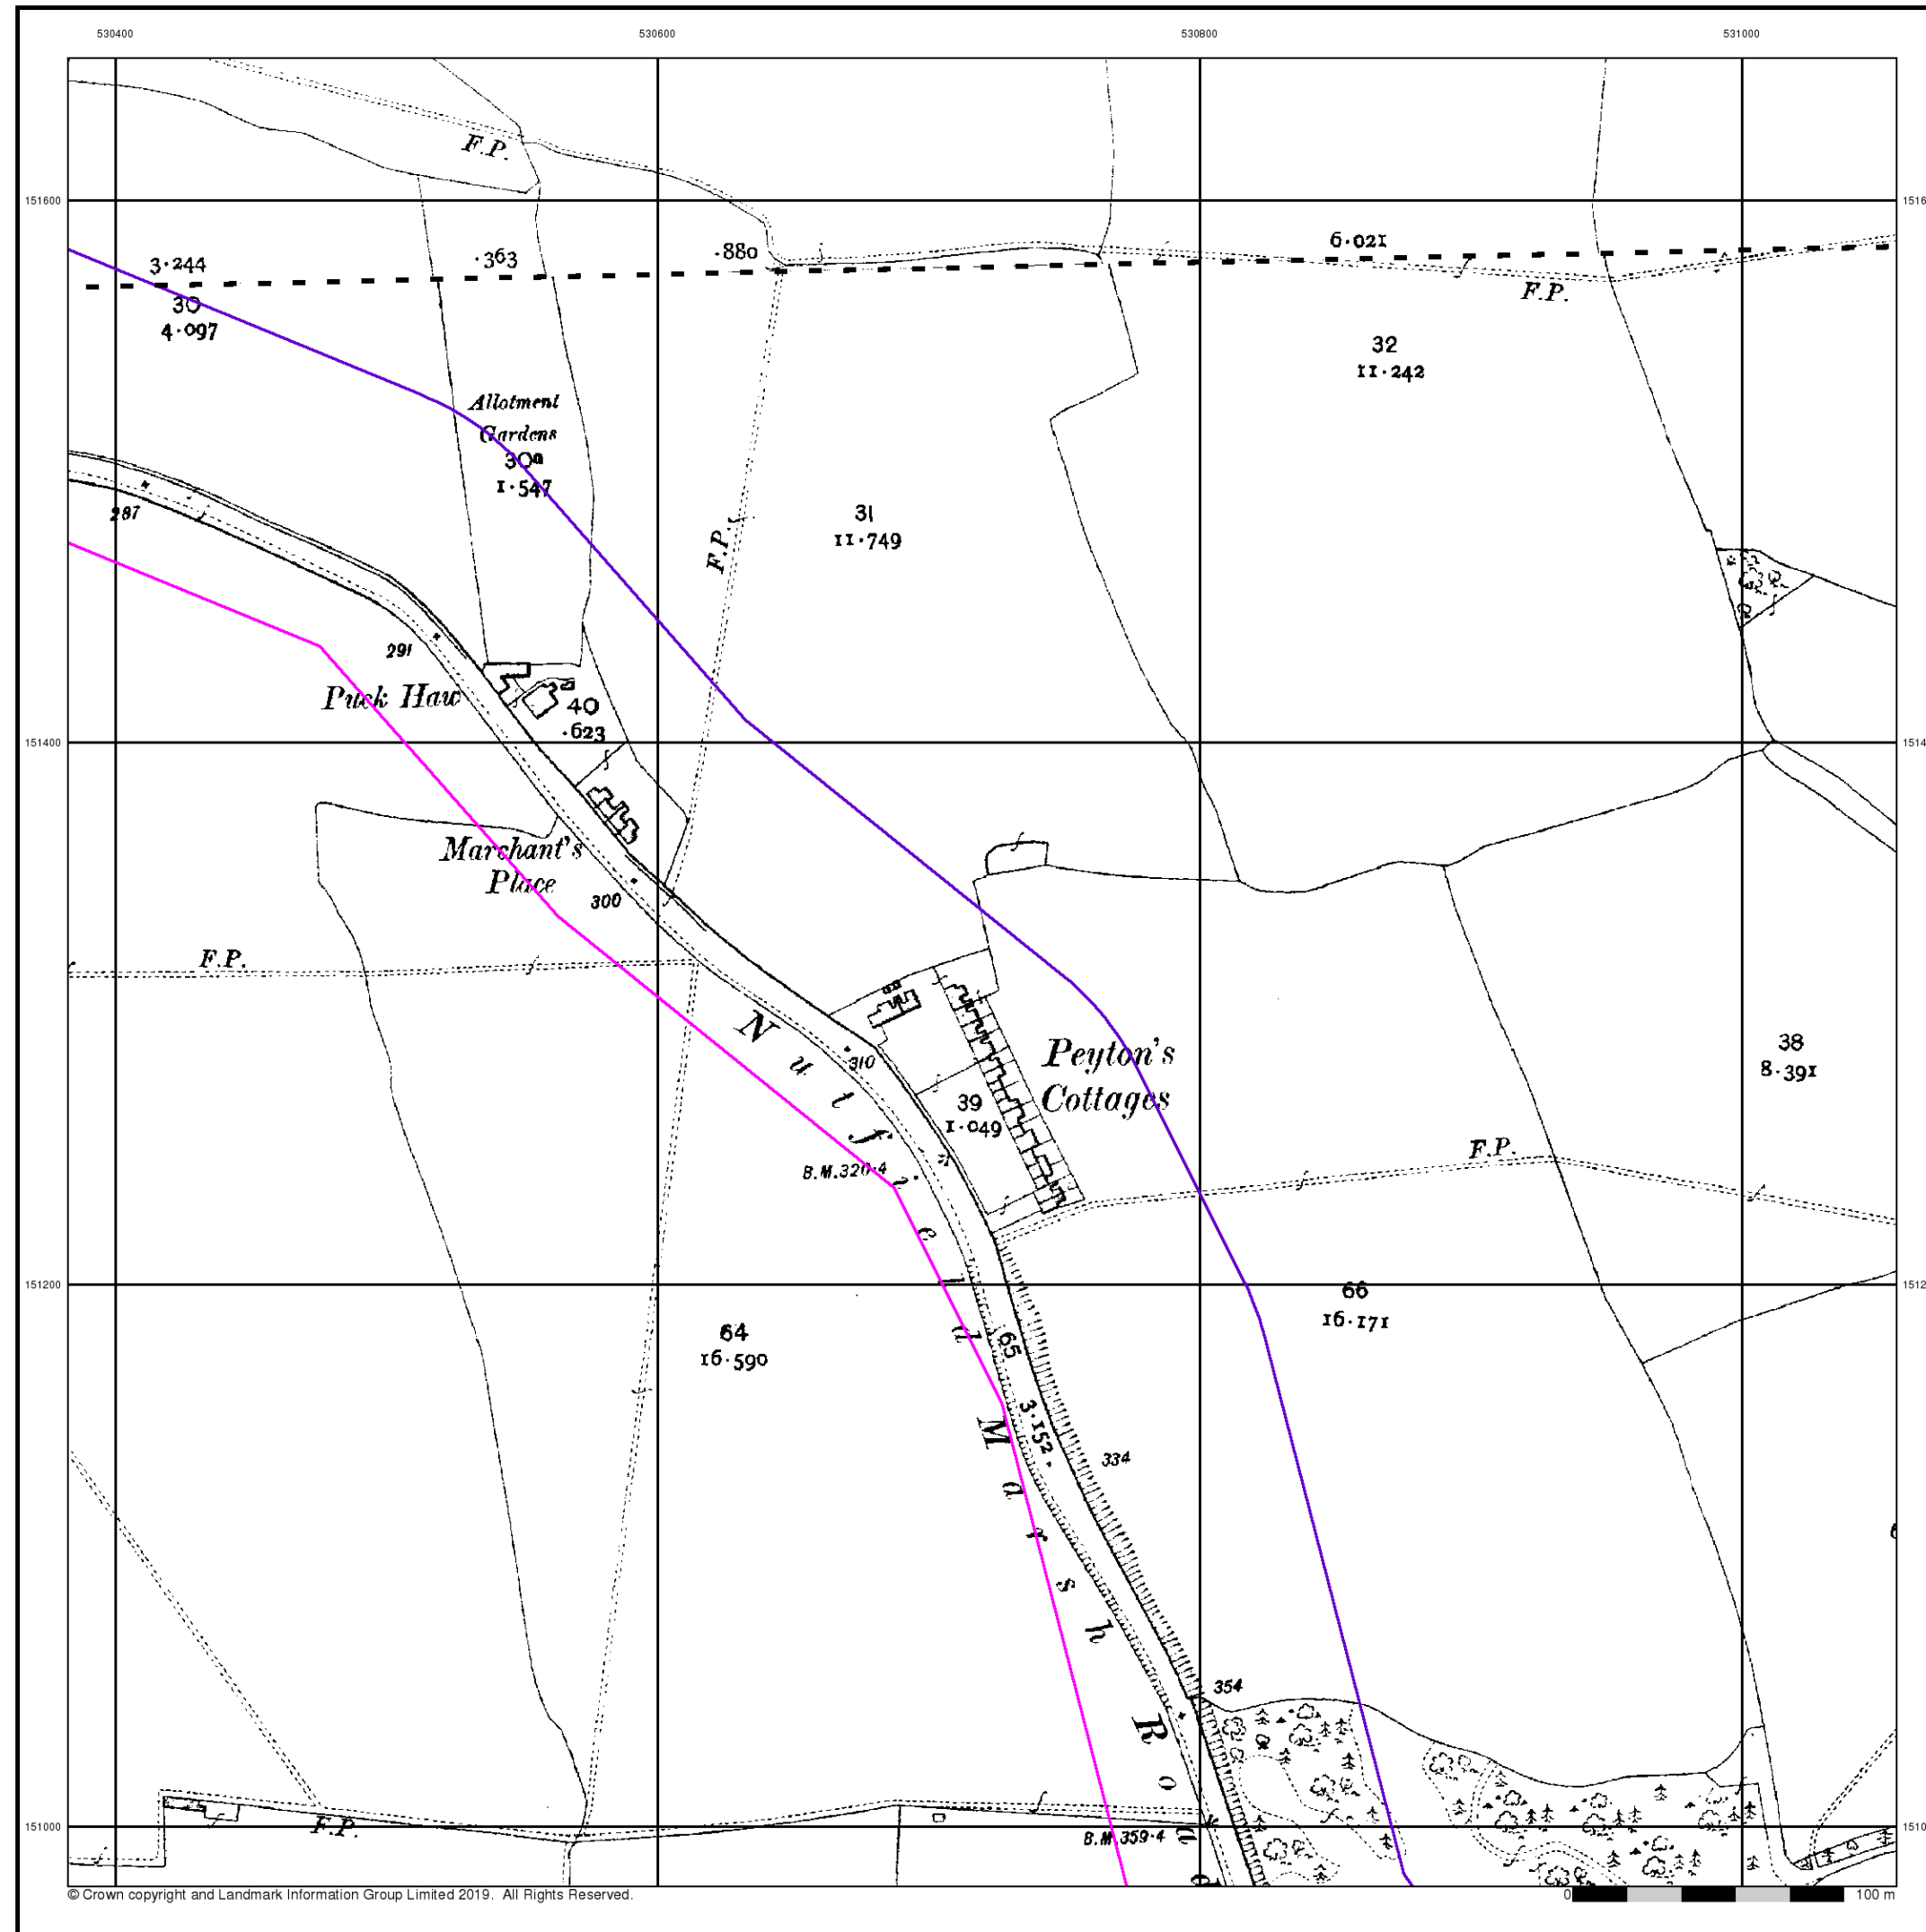 530400 530600 530800 531000
F.P.
151600 1516
3·244 ·363 ·880 6·021
30
4·097
F.P.
32
11·242
Allotment
Gardens
30a
1·547
287
31
11·749
F.P.
291
Puck Haw
40
·623
151400 1514
Marchant's
Place
300
F.P.
Nutfield Marsh Road
310
Peyton's
Cottages
38
8·391
39
1·049
B.M.320·4
F.P.
151200 1512
66
16·171
64
16·590
65
3·152
334
354
F.P.
151000 1510
B.M.359·4
© Crown copyright and Landmark Information Group Limited 2019. All Rights Reserved.
0 100 m